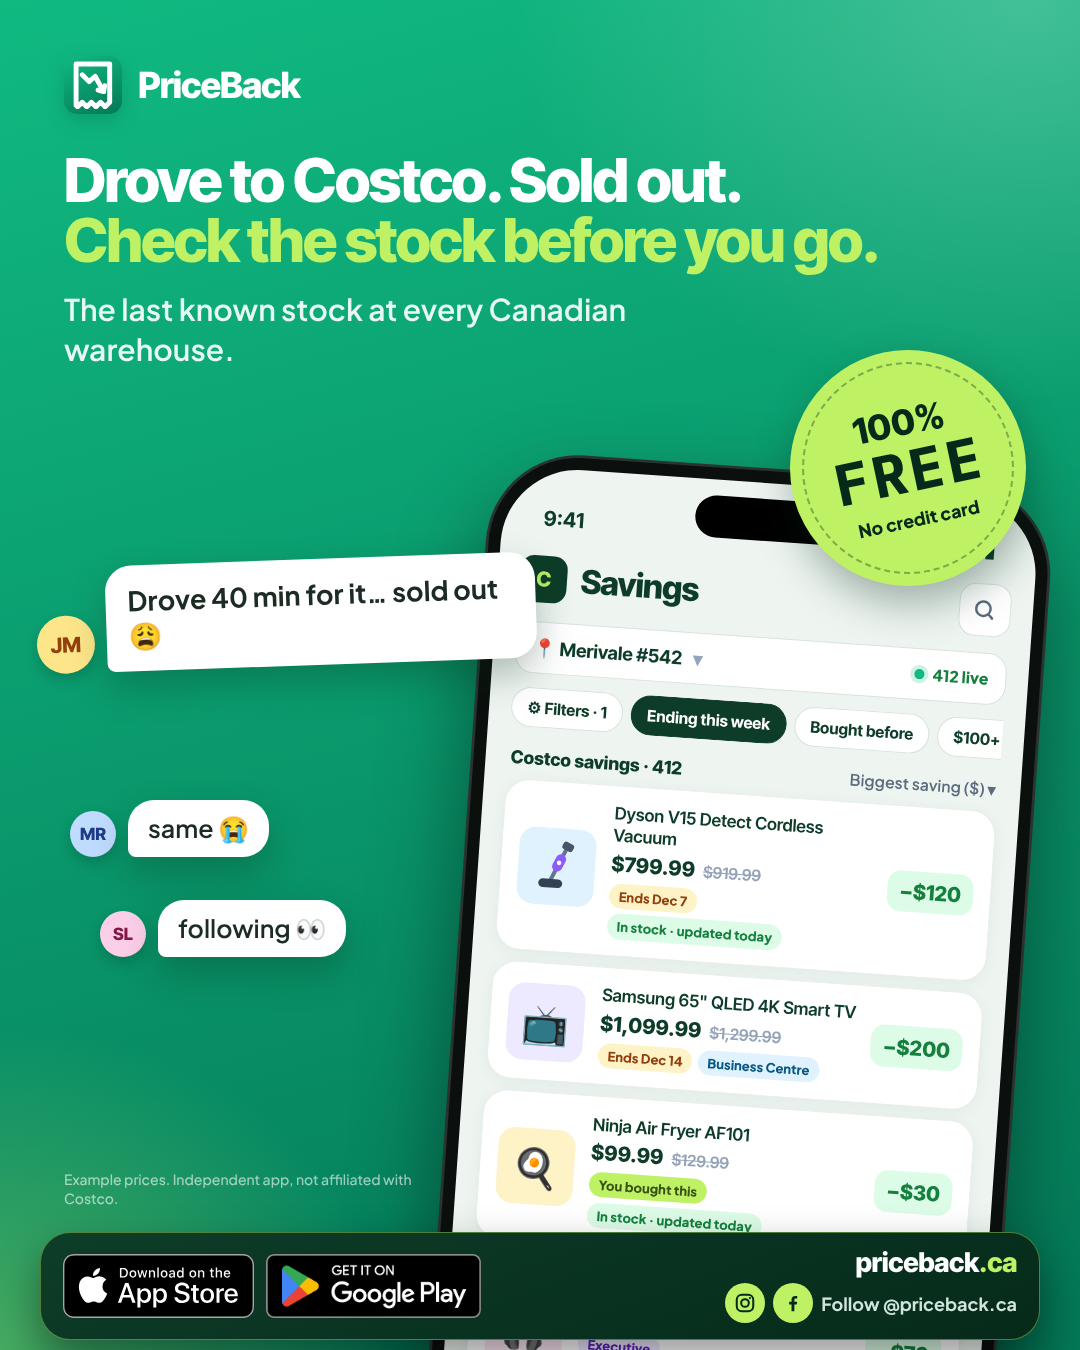 PriceBack
Drove to Costco. Sold out.
Check the stock before you go.
The last known stock at every Canadian
warehouse.
100%
FREE
No credit card
9:41
C
Savings
Drove 40 min for it... sold out
😩
JM
📍 Merivale #542 ▼
412 live
⚙ Filters · 1
Ending this week
Bought before
$100+
Costco savings · 412
Biggest saving ($) ▾
Dyson V15 Detect Cordless
Vacuum
$799.99 $919.99
Ends Dec 7
In stock · updated today
−$120
MR
same 😭
SL
following 👀
Samsung 65" QLED 4K Smart TV
$1,099.99 $1,299.99
Ends Dec 14
Business Centre
−$200
Ninja Air Fryer AF101
$99.99 $129.99
You bought this
In stock · updated today
−$30
Example prices. Independent app, not affiliated with
Costco.
Download on the
App Store
GET IT ON
Google Play
priceback.ca
Follow @priceback.ca
Executive